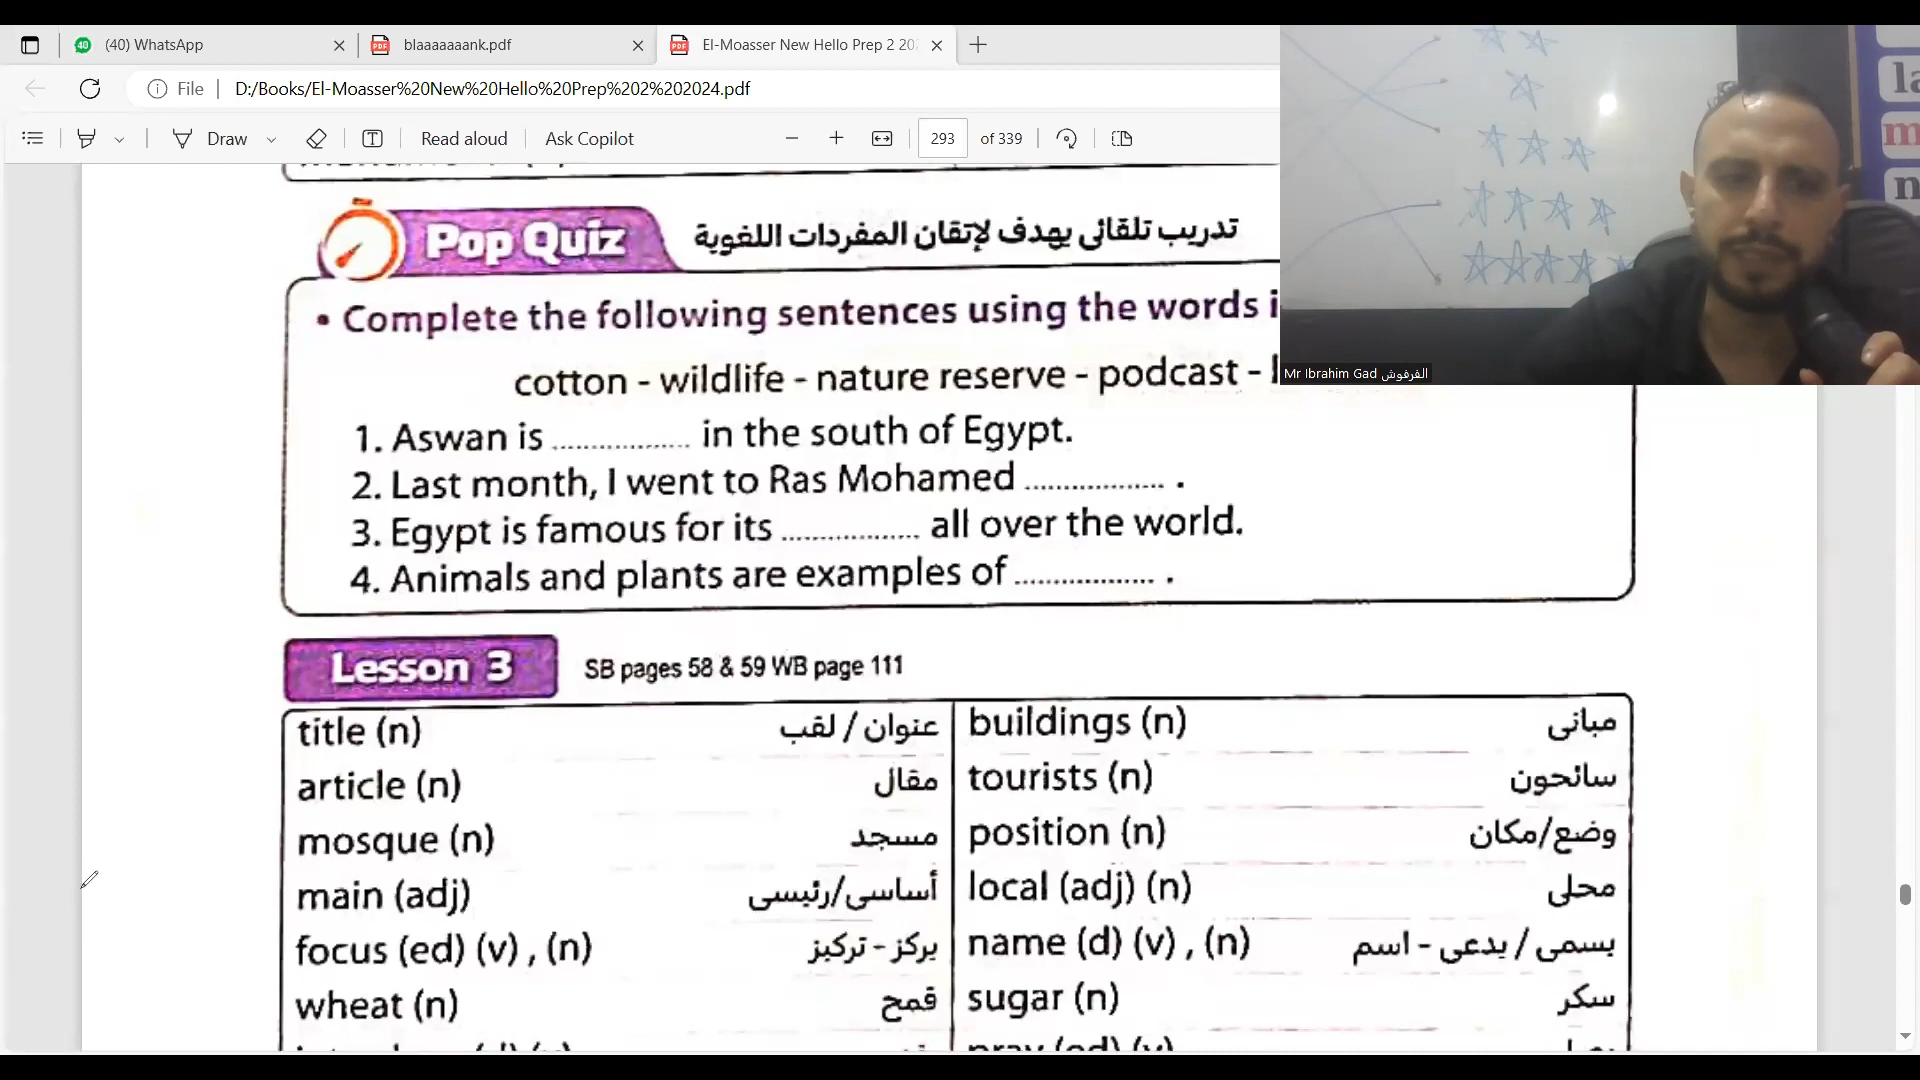 (40) WhatsApp
blaaaaaaank.pdf
El-Moasser New Hello Prep 2 20
File
D:/Books/El-Moasser%20New%20Hello%20Prep%202%202024.pdf
Draw
Read aloud
Ask Copilot
293 of 339
Pop Quiz
تدريب تلقائى يهدف لإتقان المفردات اللغوية
• Complete the following sentences using the words i
cotton - wildlife - nature reserve - podcast -
1. Aswan is .............. in the south of Egypt.
2. Last month, I went to Ras Mohamed .............. .
3. Egypt is famous for its .............. all over the world.
4. Animals and plants are examples of .............. .
Mr Ibrahim Gad الفرفوش
Lesson 3
SB pages 58 & 59 WB page 111
title (n) عنوان / لقب buildings (n) مبانى
article (n) مقال tourists (n) سائحون
mosque (n) مسجد position (n) وضع/مكان
main (adj) أساسى/رئيسى local (adj) (n) محلى
focus (ed) (v) , (n) يركز - تركيز name (d) (v) , (n) يسمى / يدعى - اسم
wheat (n) قمح sugar (n) سكر